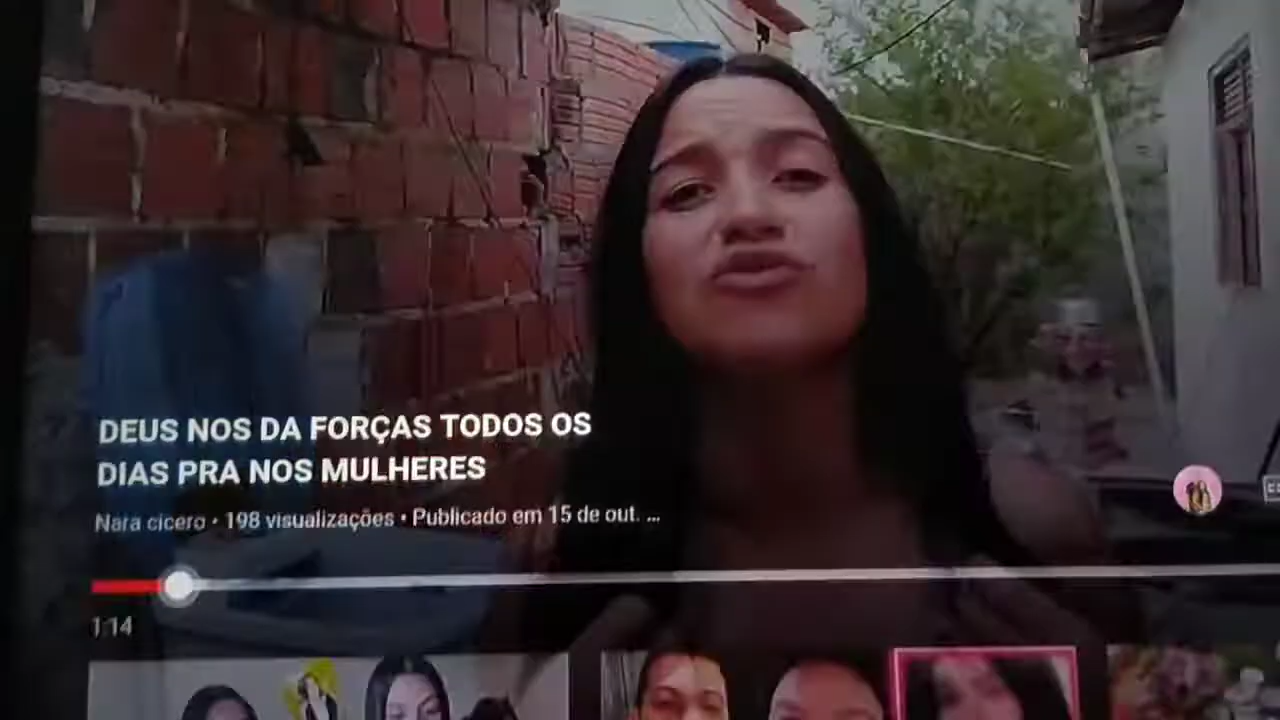 DEUS NOS DA FORÇAS TODOS OS
DIAS PRA NOS MULHERES
Nara cicero • 198 visualizações • Publicado em 15 de out. ...
1:14